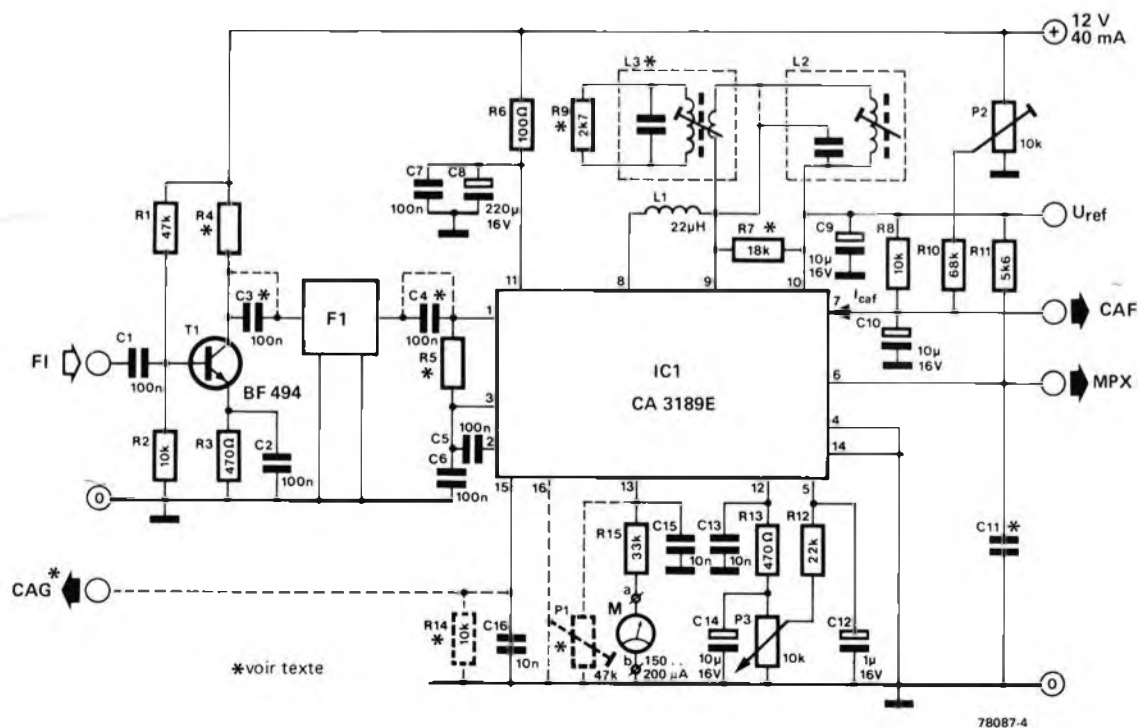 12 V
40 mA
+
L3*
L2
R6
100Ω
R9
*
2k7
P2
10k
C7
100n
C8
220µ
16V
R1
47k
R4
*
L1
22µH
R7 *
18k
C9
10µ
16V
R8
10k
R10
68k
R11
5k6
Uref
11
8
9
10
C3 *
100n
F1
C4 *
100n
1
7
Icaf
CAF
FI
C1
100n
T1
BF 494
R5
*
C10
10µ
16V
IC1
CA 3189E
6
MPX
R2
10k
R3
470Ω
C2
100n
3
C5
100n
2
C6
100n
4
14
0
15
16
13
12
5
R15
33k
C15
10n
C13
10n
R13
470Ω
R12
22k
C11 *
CAG*
R14
*
10k
C16
10n
P1
*
47k
a
M
b
150..
200 µA
C14
10µ
16V
P3
10k
C12
1µ
16V
*voir texte
0
78087-4